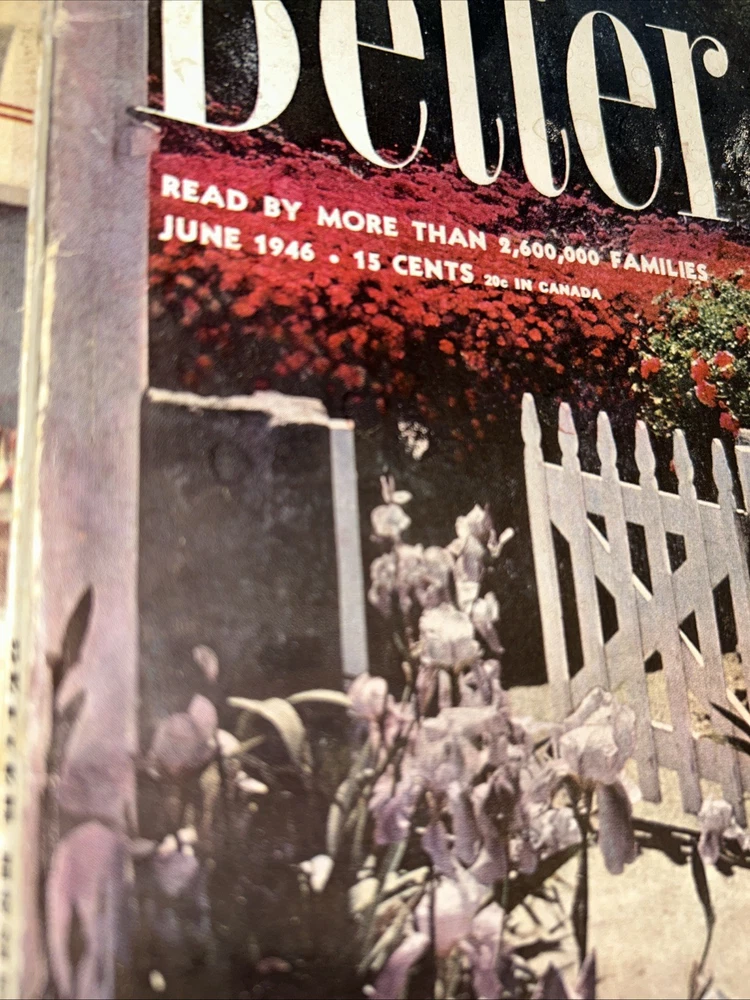 Better
READ BY MORE THAN 2,600,000 FAMILIES
JUNE 1946 • 15 CENTS 20c IN CANADA